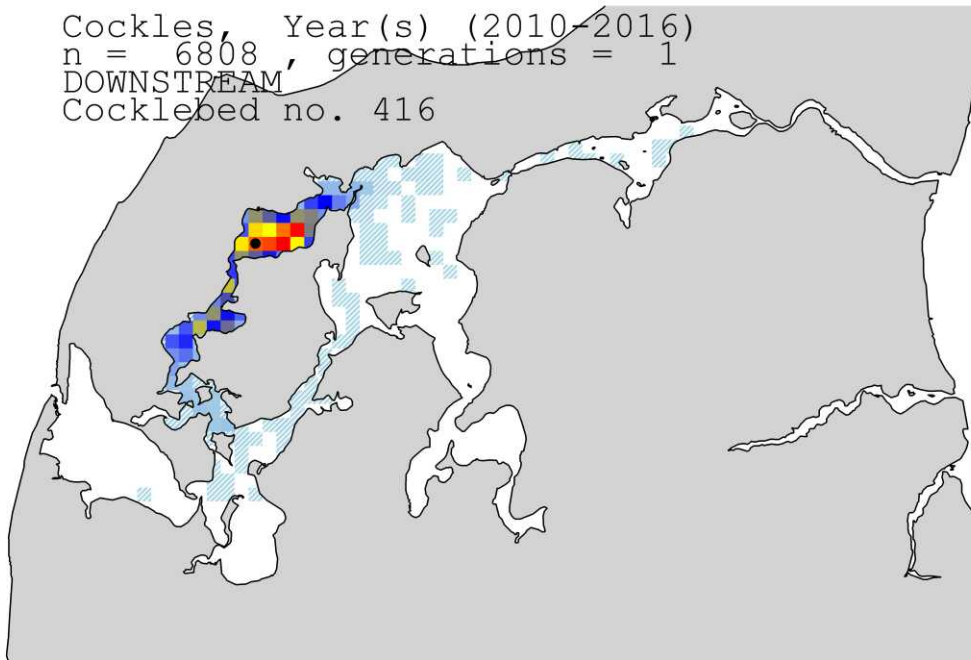 Cockles, Year(s) (2010-2016)
n = 6808 , generations = 1
DOWNSTREAM
Cocklebed no. 416